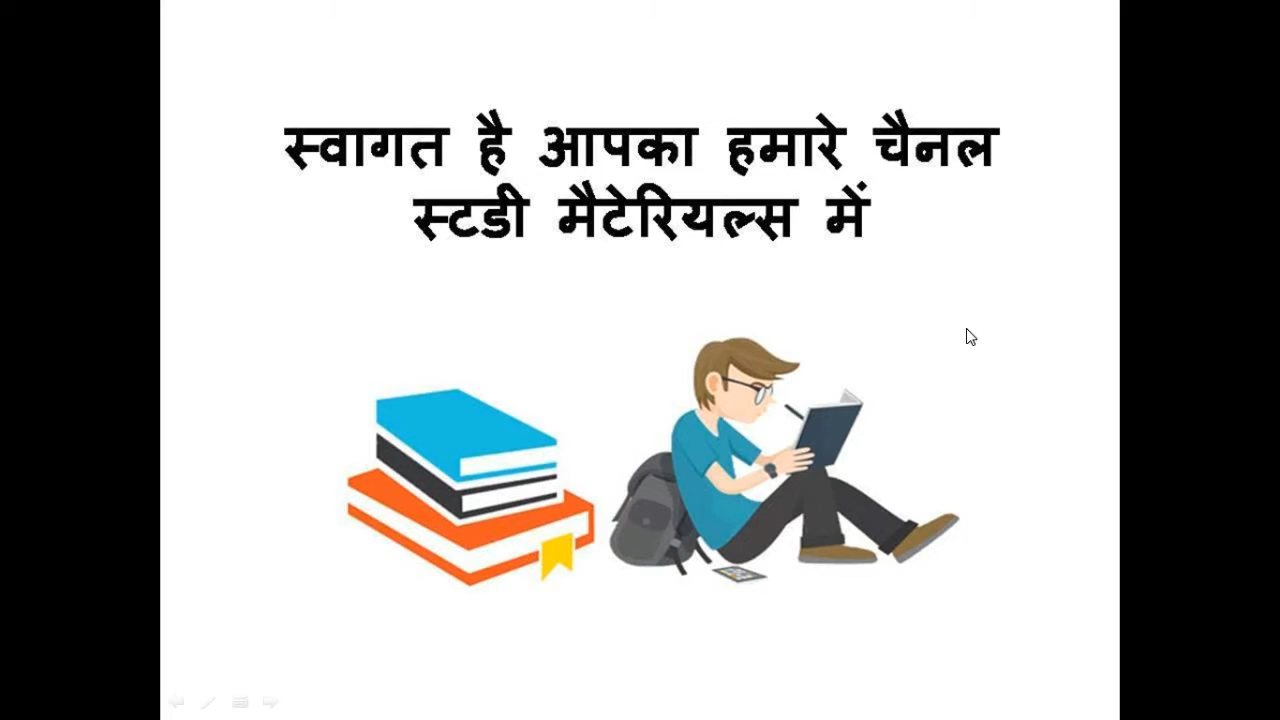 स्वागत है आपका हमारे चैनल
स्टडी मैटेरियल्स में